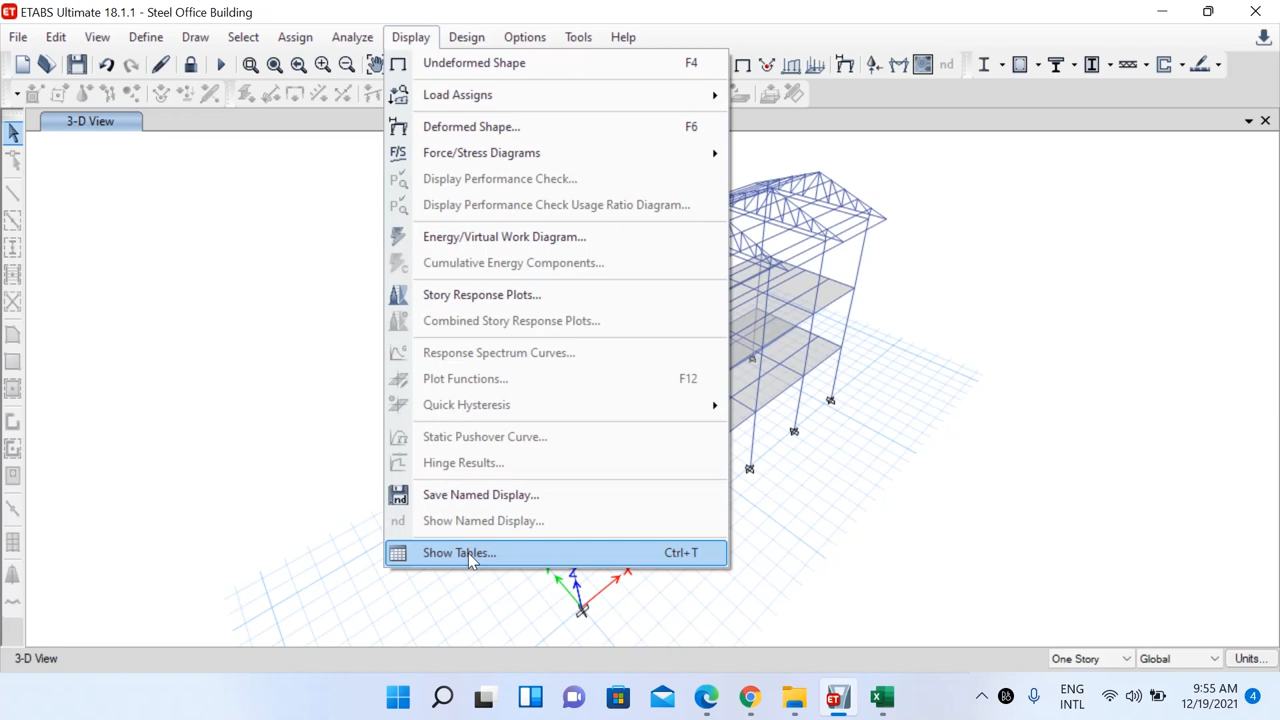 ETABS Ultimate 18.1.1 - Steel Office Building
File Edit View Define Draw Select Assign Analyze Display Design Options Tools Help
nd
3-D View
Undeformed Shape F4
Load Assigns
Deformed Shape... F6
F/S Force/Stress Diagrams
Display Performance Check...
Display Performance Check Usage Ratio Diagram...
Energy/Virtual Work Diagram...
Cumulative Energy Components...
Story Response Plots...
Combined Story Response Plots...
Response Spectrum Curves...
Plot Functions... F12
Quick Hysteresis
Static Pushover Curve...
Hinge Results...
nd Save Named Display...
nd Show Named Display...
Show Tables... Ctrl+T
Z X
3-D View One Story Global Units...
ENG
INTL
9:55 AM
12/19/2021
4